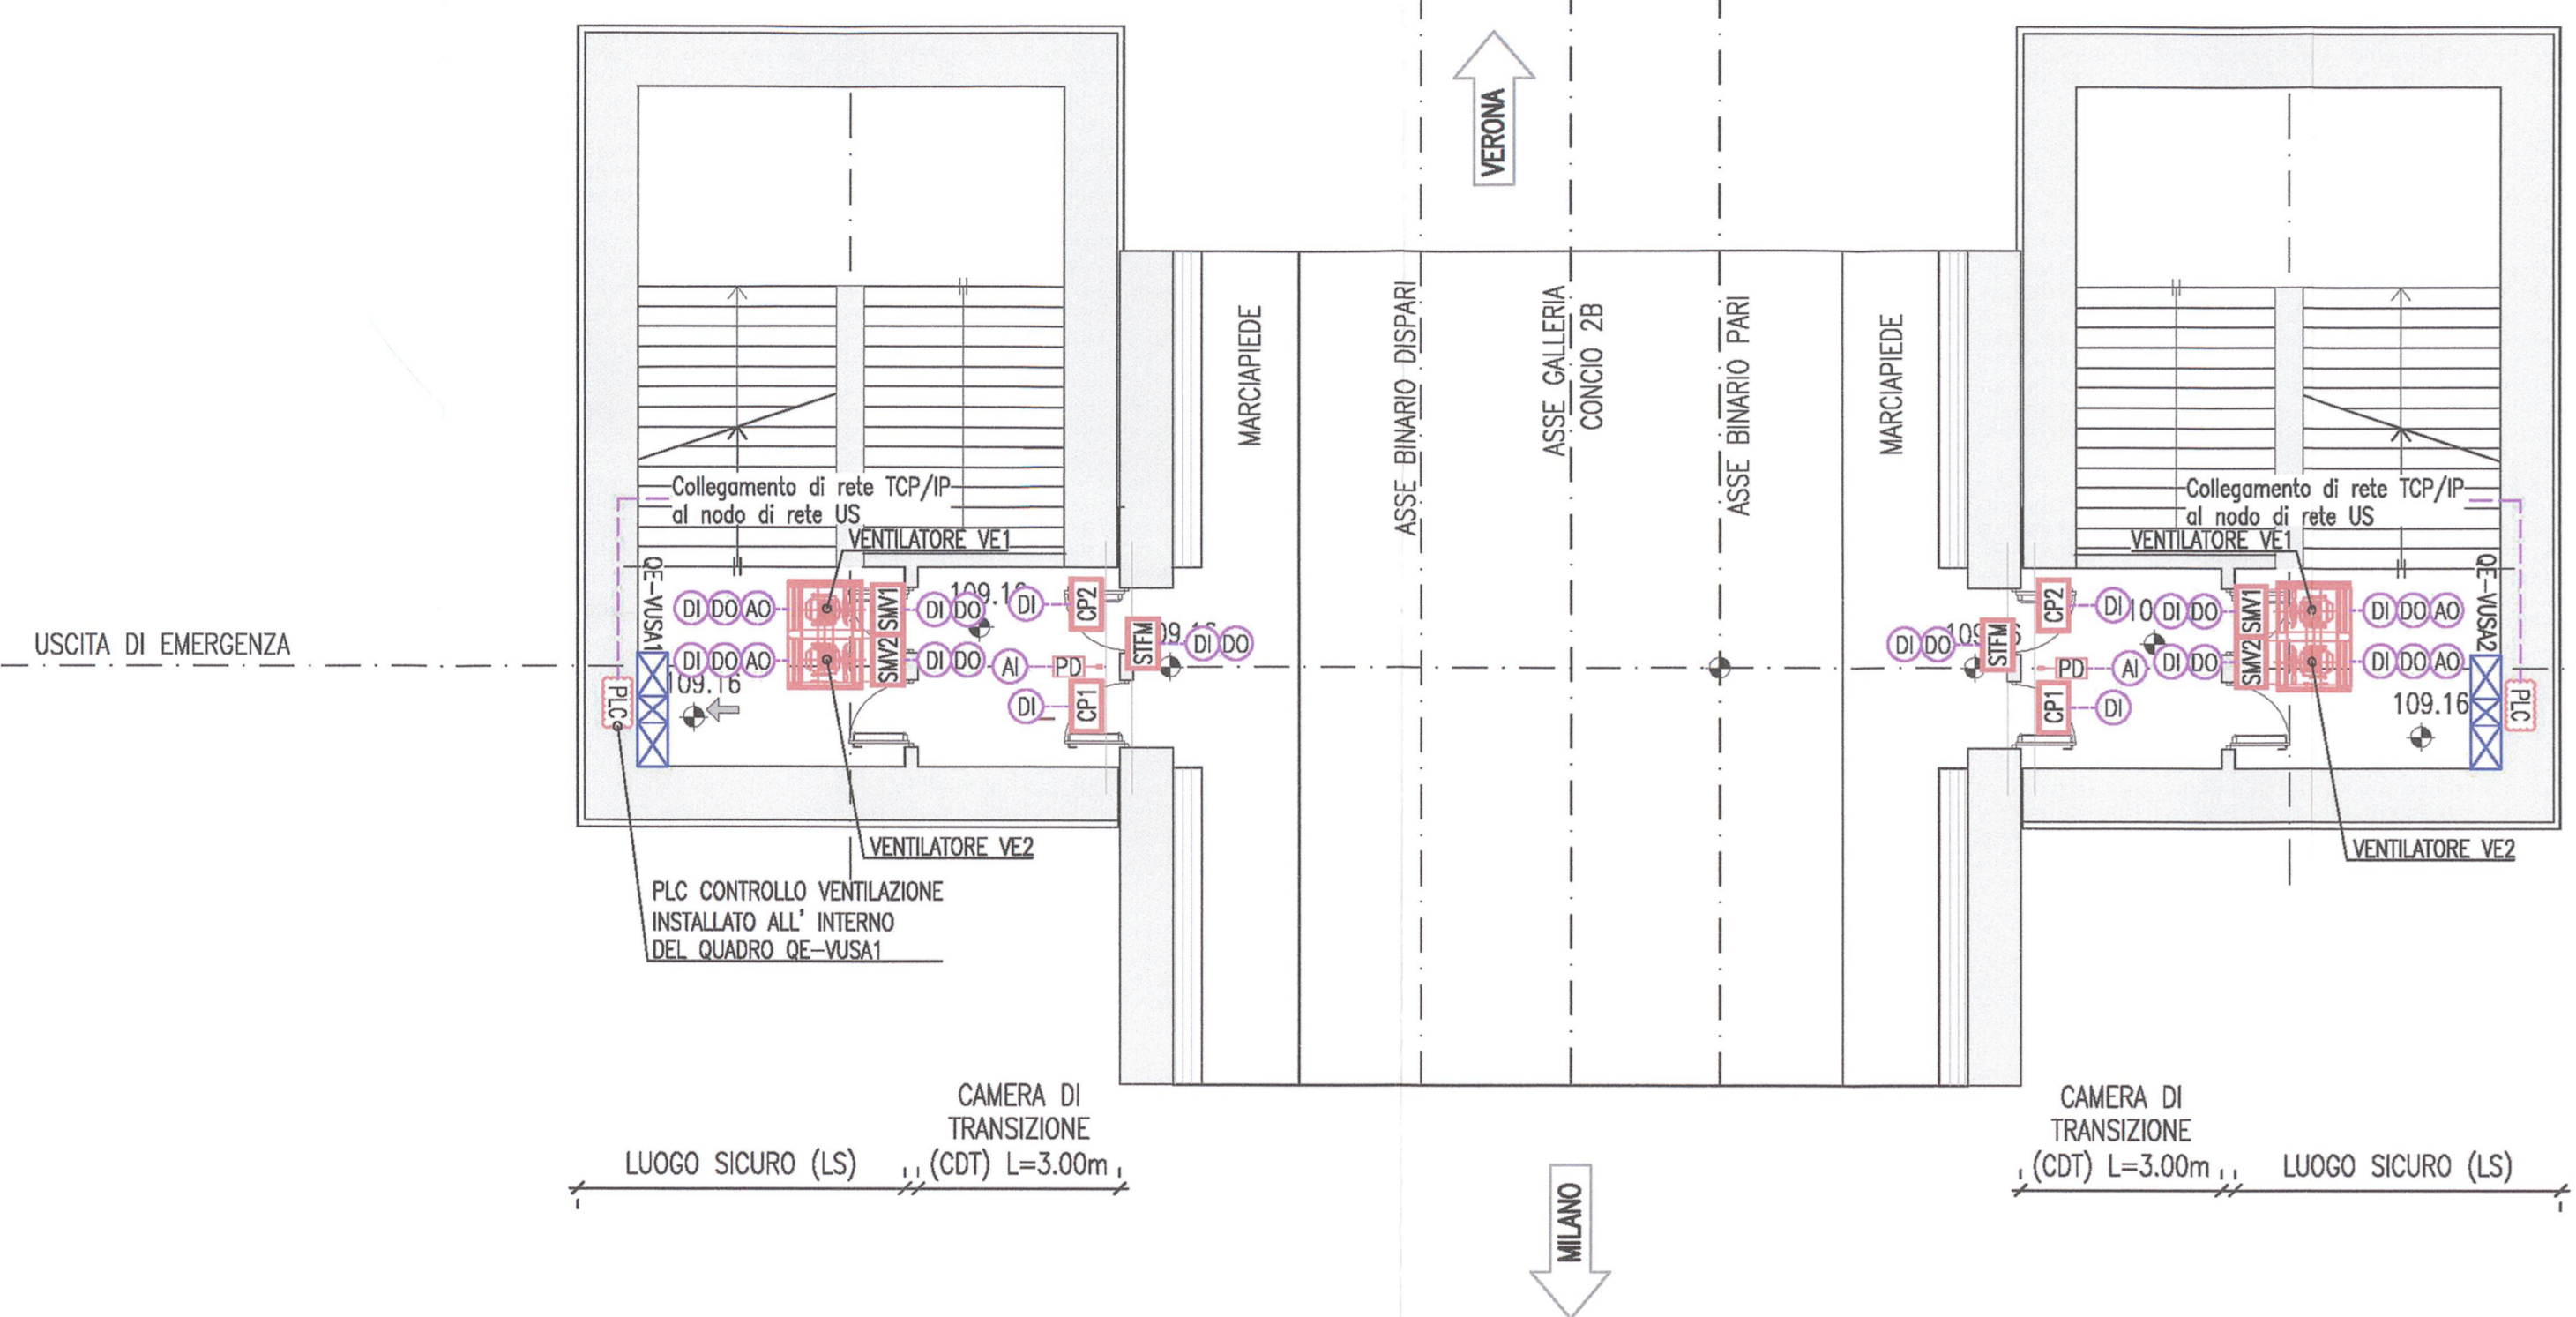 VERONA
MARCIAPIEDE
ASSE BINARIO DISPARI
ASSE GALLERIA
CONCIO 2B
ASSE BINARIO PARI
MARCIAPIEDE
Collegamento di rete TCP/IP
al nodo di rete US
VENTILATORE VE1
QE-VUSA1
DI DO AO
SMV1
DI DO
DI
CP2
USCITA DI EMERGENZA
DI DO AO
SMV2
DI DO
AI
PD
STFM
DI DO
PLC
109.16
DI
CP1
VENTILATORE VE2
PLC CONTROLLO VENTILAZIONE
INSTALLATO ALL' INTERNO
DEL QUADRO QE-VUSA1
Collegamento di rete TCP/IP
al nodo di rete US
VENTILATORE VE1
QE-VUSA2
CP2
DI
DI DO
SMV1
DI DO AO
DI DO
STFM
PD
AI
DI DO
SMV2
DI DO AO
CP1
DI
109.16
PLC
VENTILATORE VE2
CAMERA DI
TRANSIZIONE
LUOGO SICURO (LS)
(CDT) L=3.00m
CAMERA DI
TRANSIZIONE
(CDT) L=3.00m
LUOGO SICURO (LS)
MILANO